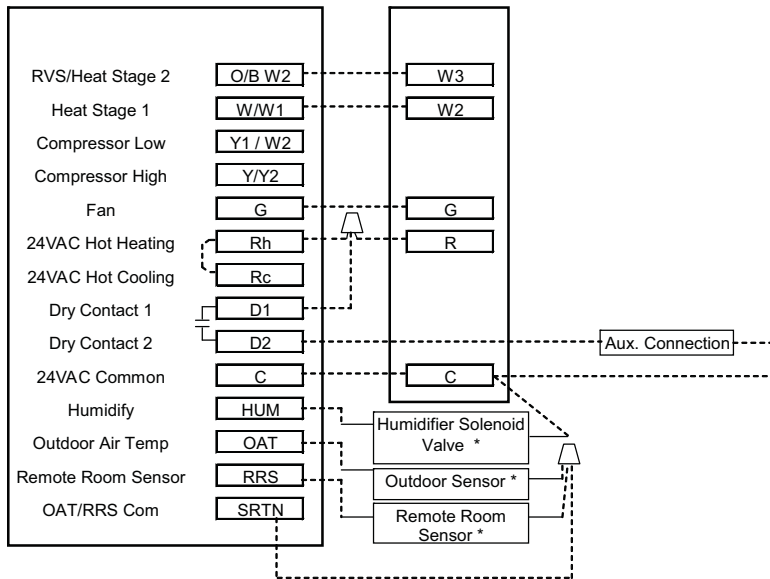 RVS/Heat Stage 2 O/B W2 W3
Heat Stage 1 W/W1 W2
Compressor Low Y1 / W2
Compressor High Y/Y2
Fan G G
24VAC Hot Heating Rh R
24VAC Hot Cooling Rc
Dry Contact 1 D1
Dry Contact 2 D2 Aux. Connection
24VAC Common C C
Humidify HUM
Humidifier Solenoid
Valve *
Outdoor Air Temp OAT
Outdoor Sensor *
Remote Room Sensor RRS
Remote Room
Sensor *
OAT/RRS Com SRTN